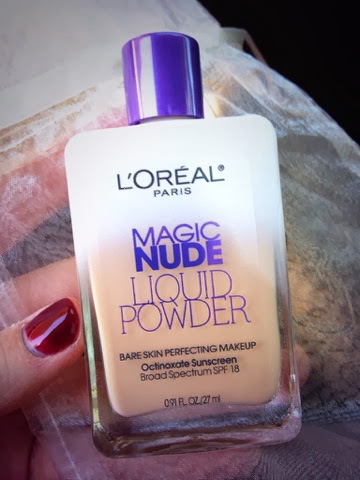 L'ORÉAL®
PARIS
MAGIC
NUDE
LIQUID
POWDER
BARE SKIN PERFECTING MAKEUP
Octinoxate Sunscreen
Broad Spectrum SPF 18
0.91 FL. OZ./27 ml